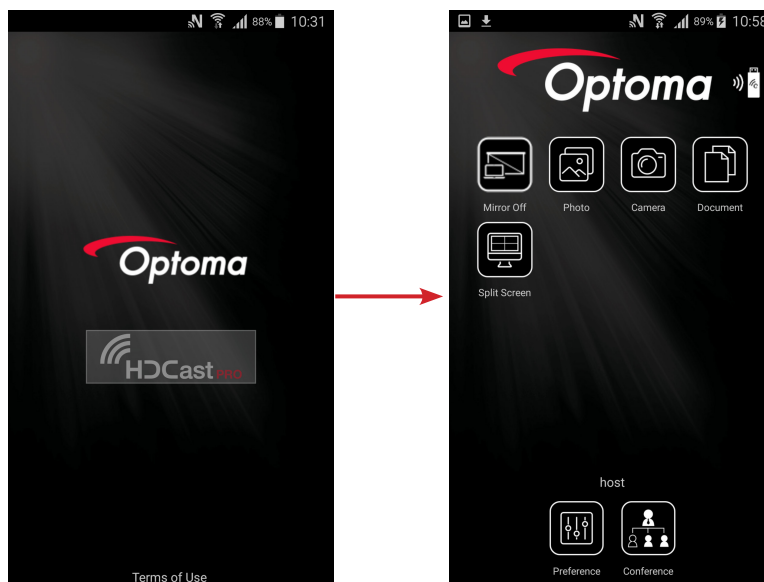 88% 10:31
Optoma
HDCast PRO
Terms of Use
89% 10:58
Optoma
Mirror Off Photo Camera Document
Split Screen
host
Preference Conference